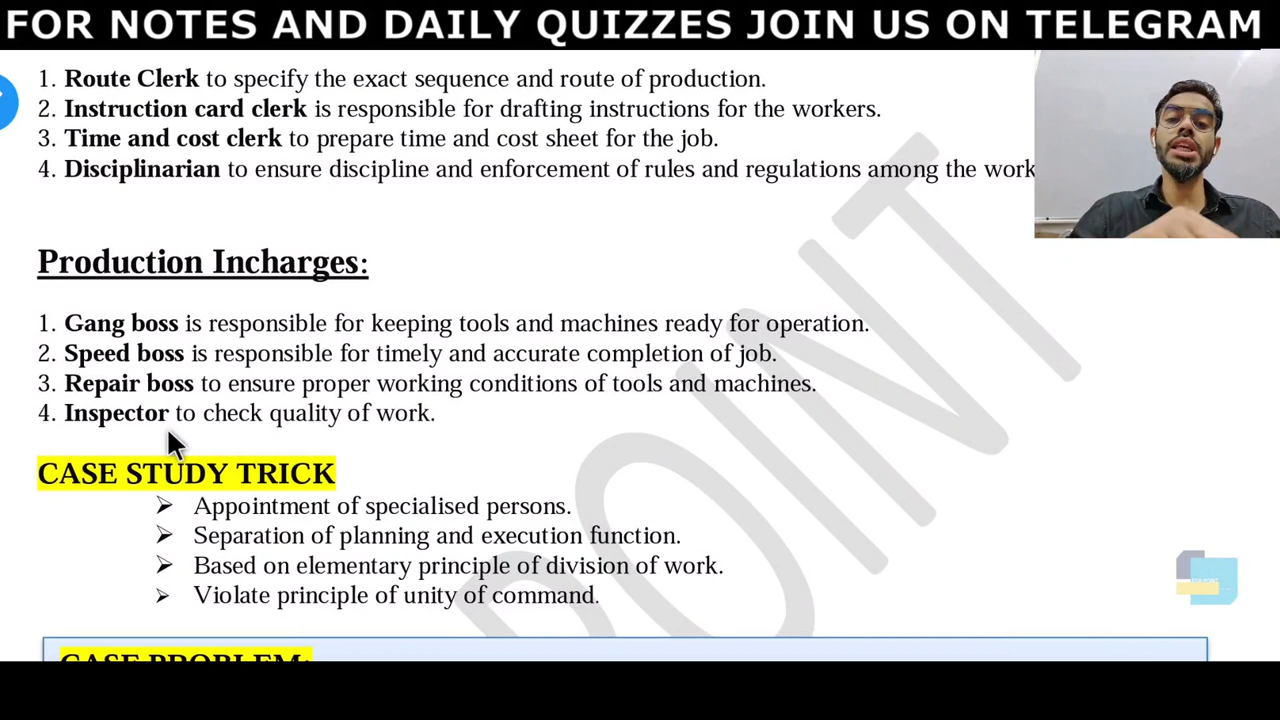 FOR NOTES AND DAILY QUIZZES JOIN US ON TELEGRAM
1. Route Clerk to specify the exact sequence and route of production.
2. Instruction card clerk is responsible for drafting instructions for the workers.
3. Time and cost clerk to prepare time and cost sheet for the job.
4. Disciplinarian to ensure discipline and enforcement of rules and regulations among the work
Production Incharges:
1. Gang boss is responsible for keeping tools and machines ready for operation.
2. Speed boss is responsible for timely and accurate completion of job.
3. Repair boss to ensure proper working conditions of tools and machines.
4. Inspector to check quality of work.
CASE STUDY TRICK
➢ Appointment of specialised persons.
➢ Separation of planning and execution function.
➢ Based on elementary principle of division of work.
➢ Violate principle of unity of command.
POINT
CASE PROBLEM: